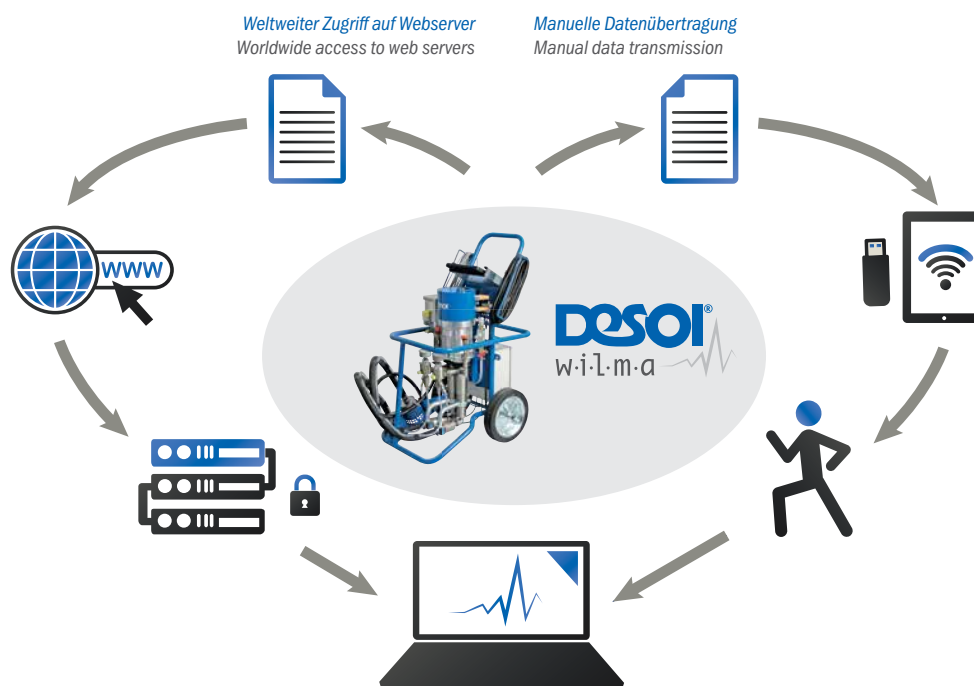 Weltweiter Zugriff auf Webserver
Worldwide access to web servers
Manuelle Datenübertragung
Manual data transmission
www
DESOI®
w·i·l·m·a